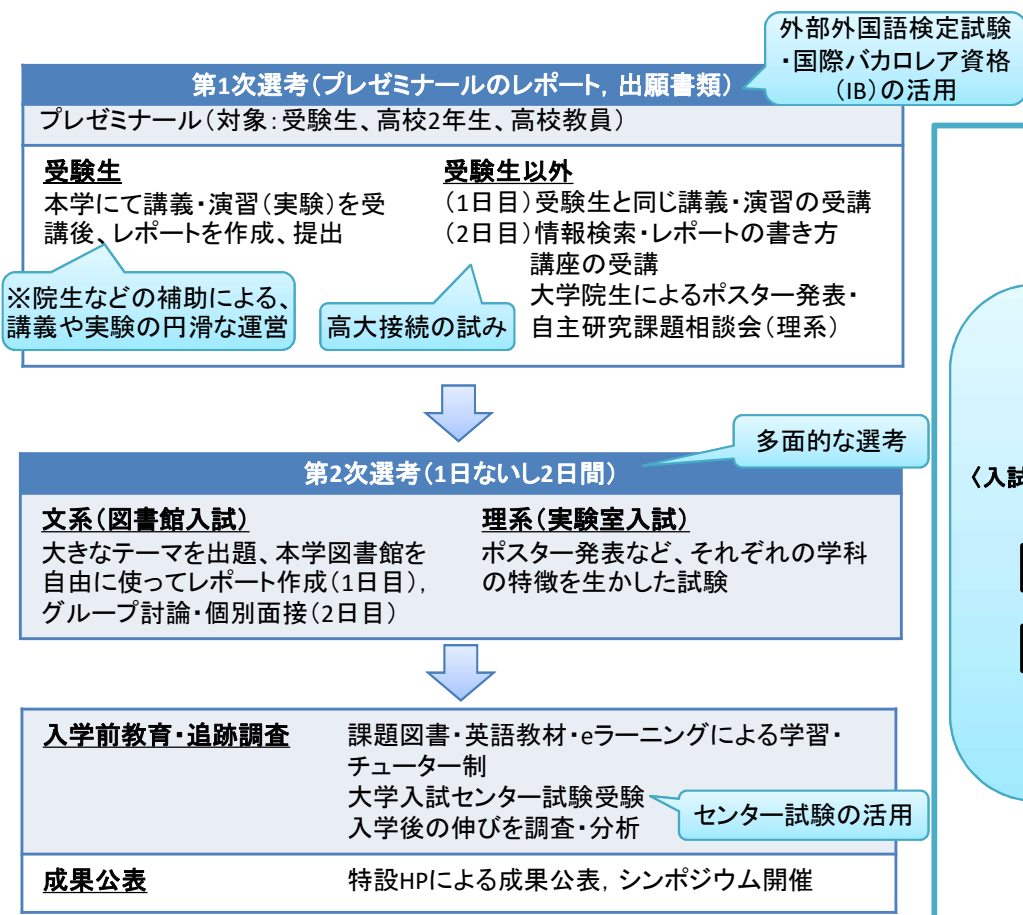 外部外国語検定試験
・国際バカロレア資格
(IB)の活用
第1次選考(プレゼミナールのレポート, 出願書類)
プレゼミナール(対象:受験生、高校2年生、高校教員)
受験生
本学にて講義・演習(実験)を受
講後、レポートを作成、提出
※院生などの補助による、
講義や実験の円滑な運営
受験生以外
(1日目)受験生と同じ講義・演習の受講
(2日目)情報検索・レポートの書き方
講座の受講
大学院生によるポスター発表・
自主研究課題相談会(理系)
高大接続の試み
多面的な選考
第2次選考(1日ないし2日間)
文系(図書館入試)
大きなテーマを出題、本学図書館を
自由に使ってレポート作成(1日目),
グループ討論・個別面接(2日目)
理系(実験室入試)
ポスター発表など、それぞれの学科
の特徴を生かした試験
入学前教育・追跡調査
課題図書・英語教材・eラーニングによる学習・
チューター制
大学入試センター試験受験
入学後の伸びを調査・分析
センター試験の活用
成果公表
特設HPによる成果公表, シンポジウム開催
〈入試